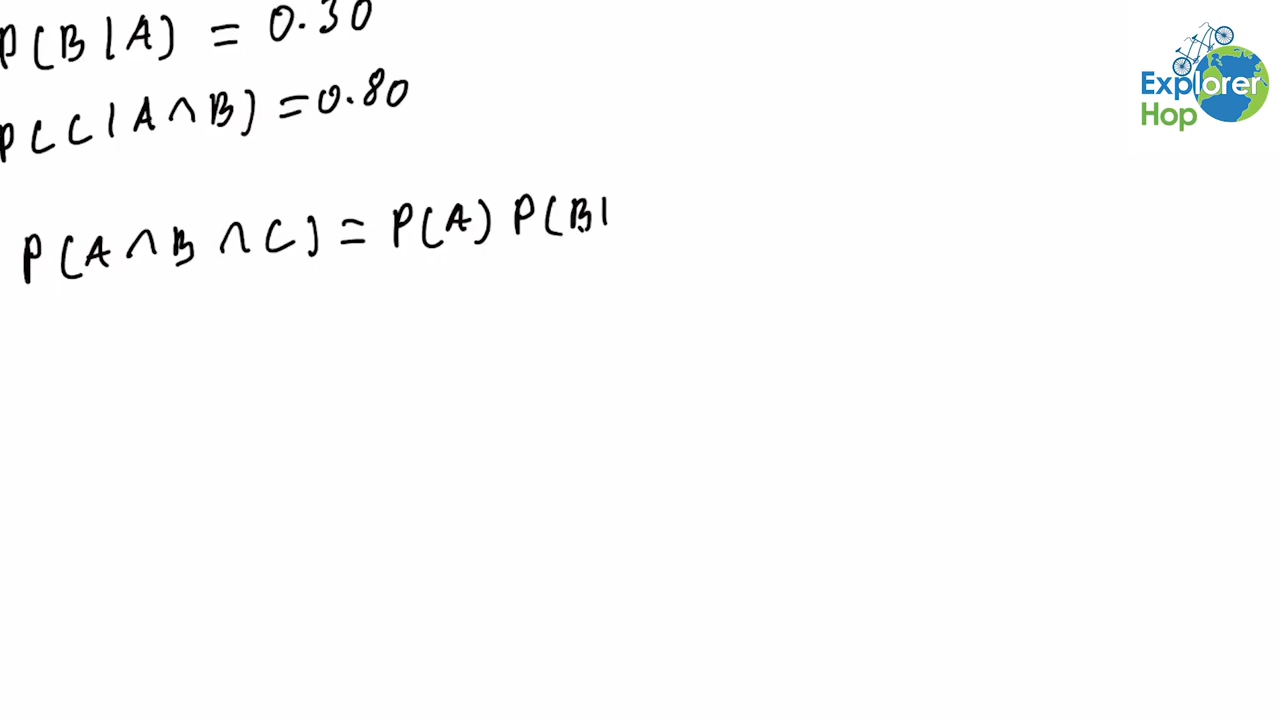 P(B|A) = 0.30
P(C|A∩B) = 0.80
P(A∩B∩C) = P(A) P(B|
Explorer
Hop